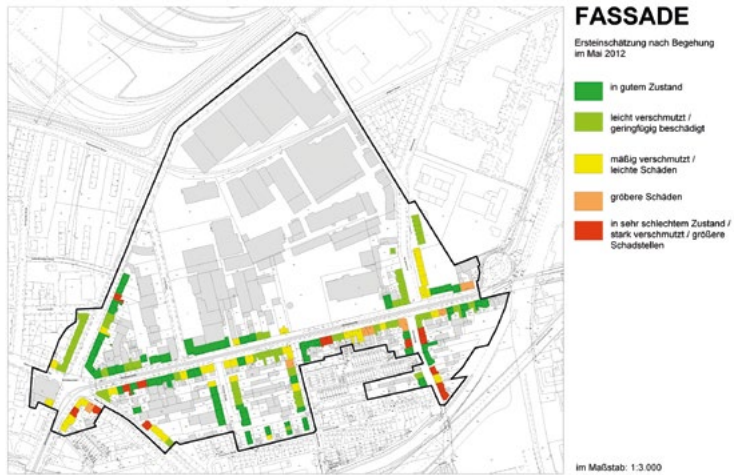 FASSADE
Ersteinschätzung nach Begehung
im Mai 2012
in gutem Zustand
leicht verschmutzt /
geringfügig beschädigt
mäßig verschmutzt /
leichte Schäden
gröbere Schäden
in sehr schlechtem Zustand /
stark verschmutzt / größere
Schadstellen
im Maßstab: 1:3.000